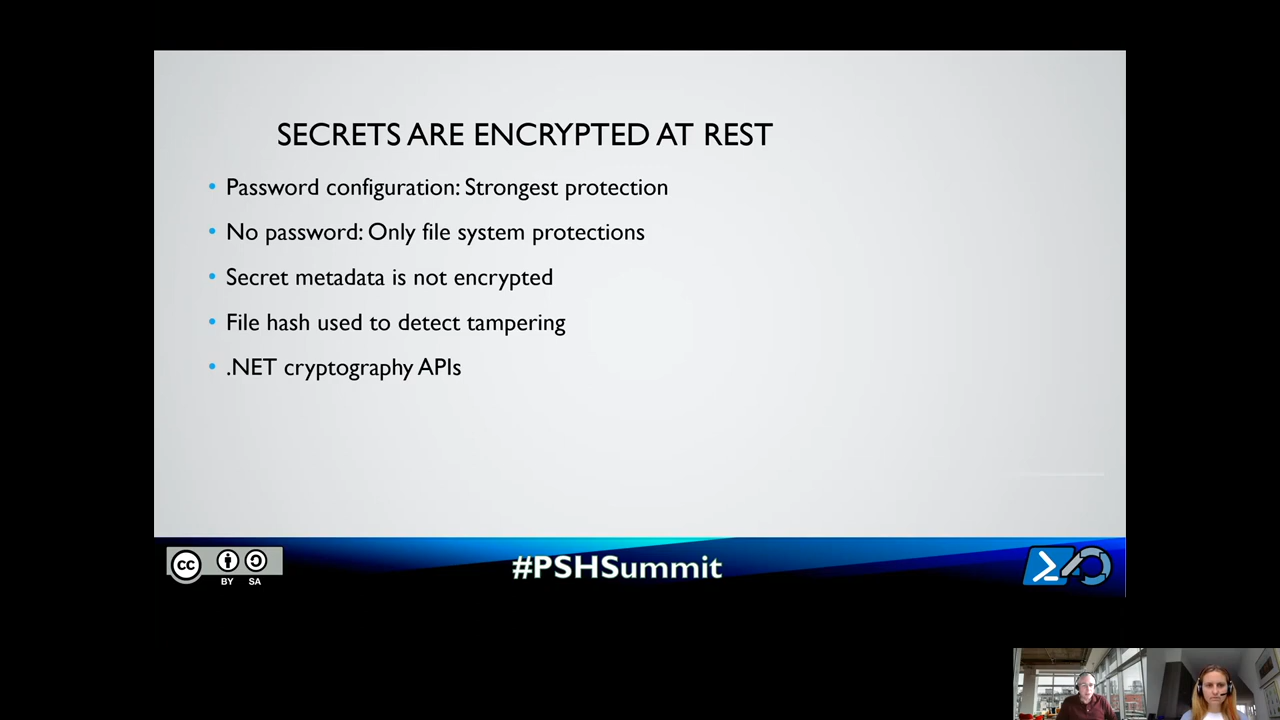 SECRETS ARE ENCRYPTED AT REST
• Password configuration: Strongest protection
• No password: Only file system protections
• Secret metadata is not encrypted
• File hash used to detect tampering
• .NET cryptography APIs
cc
BY SA
#PSHSummit